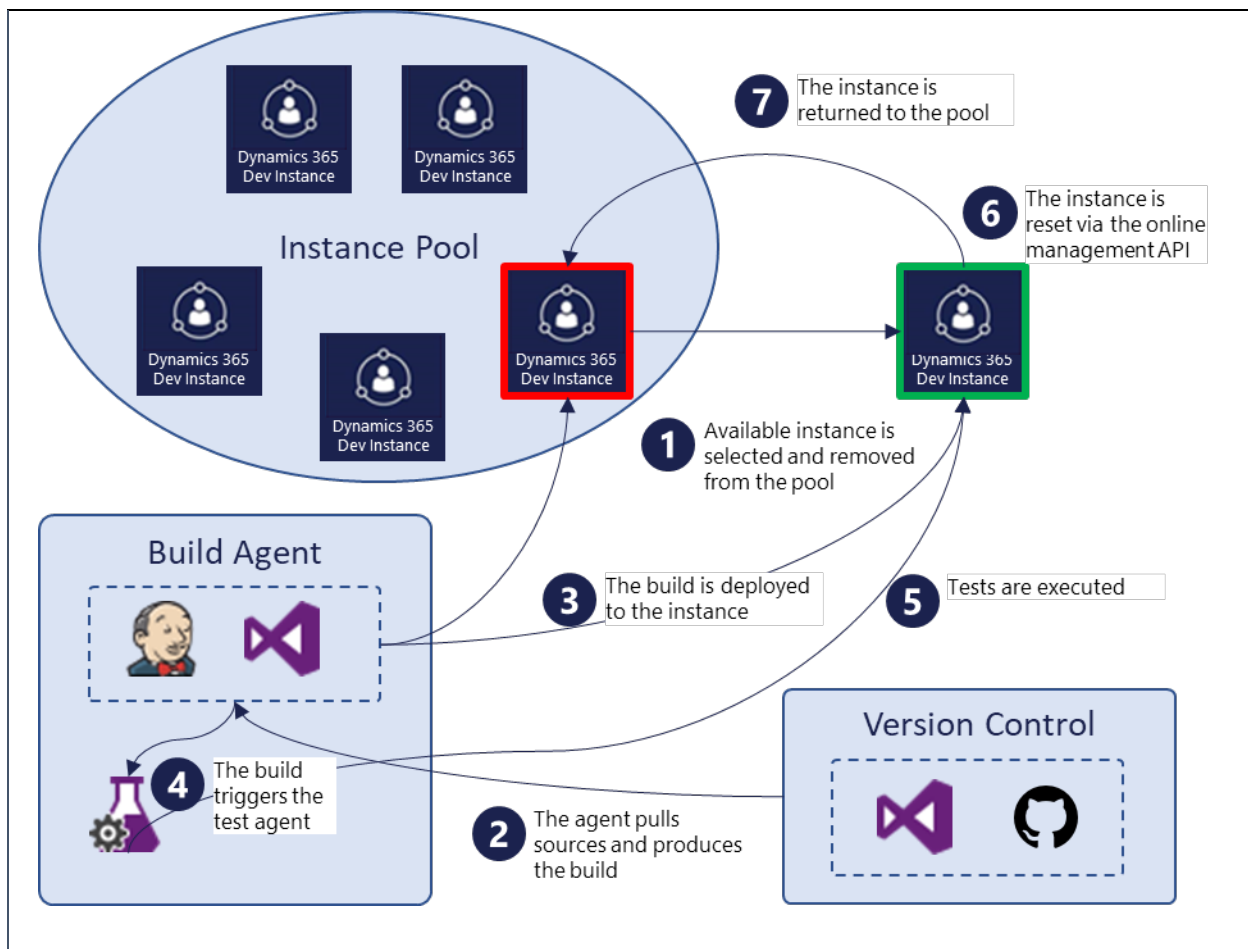 Dynamics 365
Dev Instance
Dynamics 365
Dev Instance
7
The instance is
returned to the pool
6
The instance is
reset via the online
management API
Instance Pool
Dynamics 365
Dev Instance
Dynamics 365
Dev Instance
Dynamics 365
Dev Instance
Dynamics 365
Dev Instance
1
Available instance is
selected and removed
from the pool
Build Agent
3
The build is deployed
to the instance
5
Tests are executed
Version Control
4
The build
triggers the
test agent
2
The agent pulls
sources and produces
the build